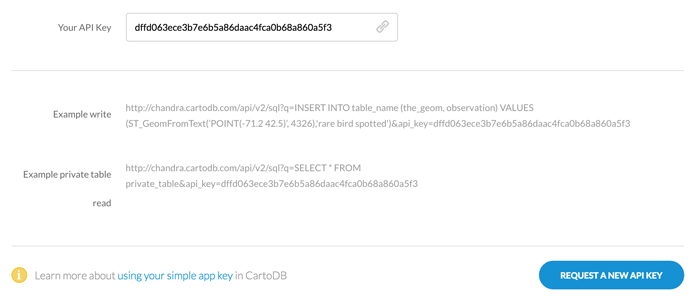 Your API Key dffd063ece3b7e6b5a86daac4fca0b68a860a5f3
Example write http://chandra.cartodb.com/api/v2/sql?q=INSERT INTO table_name (the_geom, observation) VALUES
(ST_GeomFromText('POINT(-71.2 42.5)', 4326),'rare bird spotted')&api_key=dffd063ece3b7e6b5a86daac4fca0b68a860a5f3
Example private table
read
http://chandra.cartodb.com/api/v2/sql?q=SELECT * FROM
private_table&api_key=dffd063ece3b7e6b5a86daac4fca0b68a860a5f3
i Learn more about using your simple app key in CartoDB
REQUEST A NEW API KEY